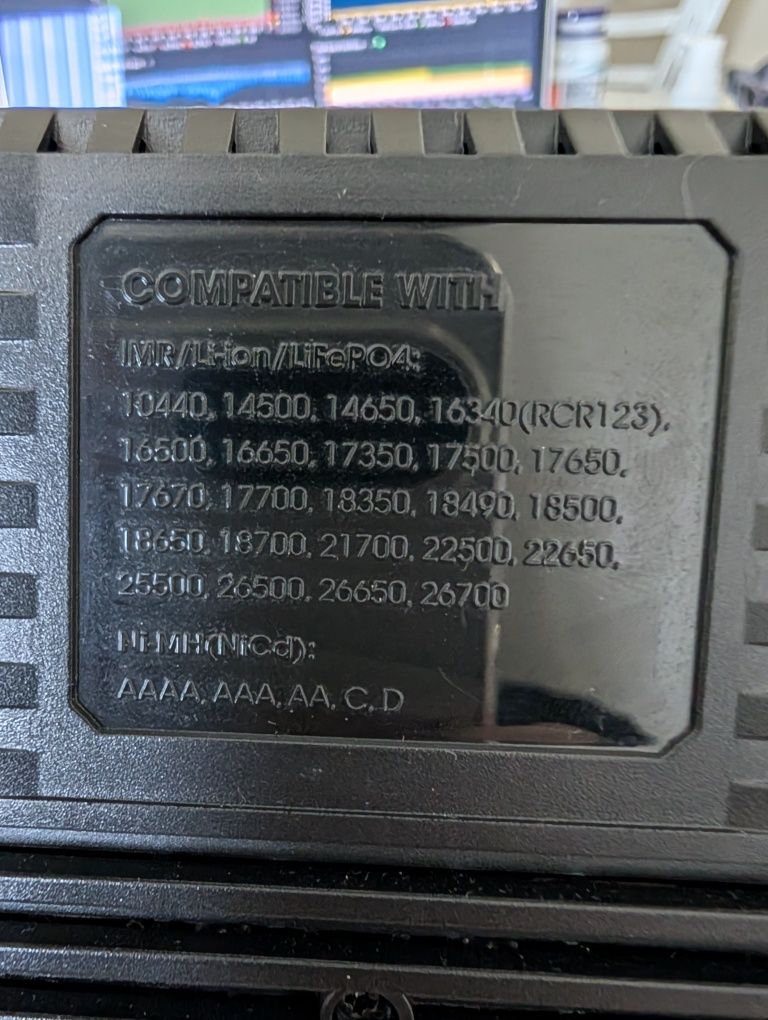 COMPATIBLE WITH
IMR/Li-ion/LiFePO4:
10440, 14500, 14650, 16340(RCR123),
16500, 16650, 17350, 17500, 17650,
17670, 17700, 18350, 18490, 18500,
18650, 18700, 21700, 22500, 22650,
25500, 26500, 26650, 26700
Ni-MH(NiCd):
AAAA, AAA, AA, C, D